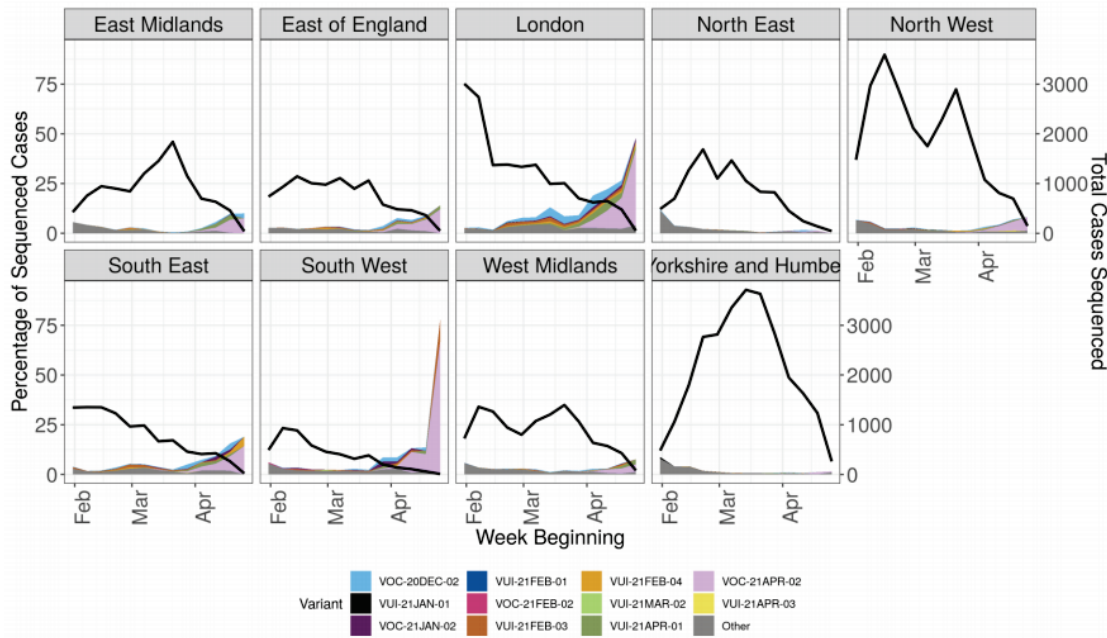 East Midlands
East of England
London
North East
North West
75
50
25
0
3000
2000
1000
0
Feb
Mar
Apr
South East
South West
West Midlands
Yorkshire and Humbe
75
50
25
0
3000
2000
1000
0
Feb
Mar
Apr
Feb
Mar
Apr
Feb
Mar
Apr
Feb
Mar
Apr
Percentage of Sequenced Cases
Total Cases Sequenced
Week Beginning
Variant
VOC-20DEC-02
VUI-21FEB-01
VUI-21FEB-04
VOC-21APR-02
VUI-21JAN-01
VOC-21FEB-02
VUI-21MAR-02
VUI-21APR-03
VOC-21JAN-02
VUI-21FEB-03
VUI-21APR-01
Other